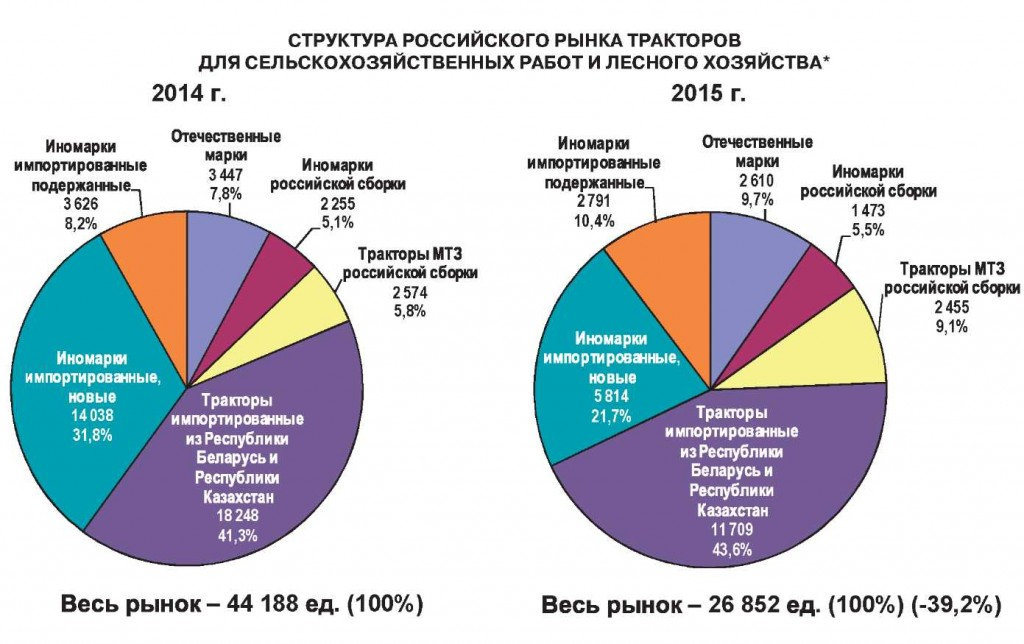 СТРУКТУРА РОССИЙСКОГО РЫНКА ТРАКТОРОВ
ДЛЯ СЕЛЬСКОХОЗЯЙСТВЕННЫХ РАБОТ И ЛЕСНОГО ХОЗЯЙСТВА*
2014 г.
Иномарки
импортированные
подержанные
3 626
8,2%
Отечественные
марки
3 447
7,8%
Иномарки
российской сборки
2 255
5,1%
Тракторы МТЗ
российской сборки
2 574
5,8%
Иномарки
импортированные,
новые
14 038
31,8%
Тракторы
импортированные
из Республики
Беларусь и
Республики
Казахстан
18 248
41,3%
Весь рынок – 44 188 ед. (100%)
2015 г.
Иномарки
импортированные
подержанные
2 791
10,4%
Отечественные
марки
2 610
9,7%
Иномарки
российской сборки
1 473
5,5%
Тракторы МТЗ
российской сборки
2 455
9,1%
Иномарки
импортированные,
новые
5 814
21,7%
Тракторы
импортированные
из Республики
Беларусь и
Республики
Казахстан
11 709
43,6%
Весь рынок – 26 852 ед. (100%) (-39,2%)